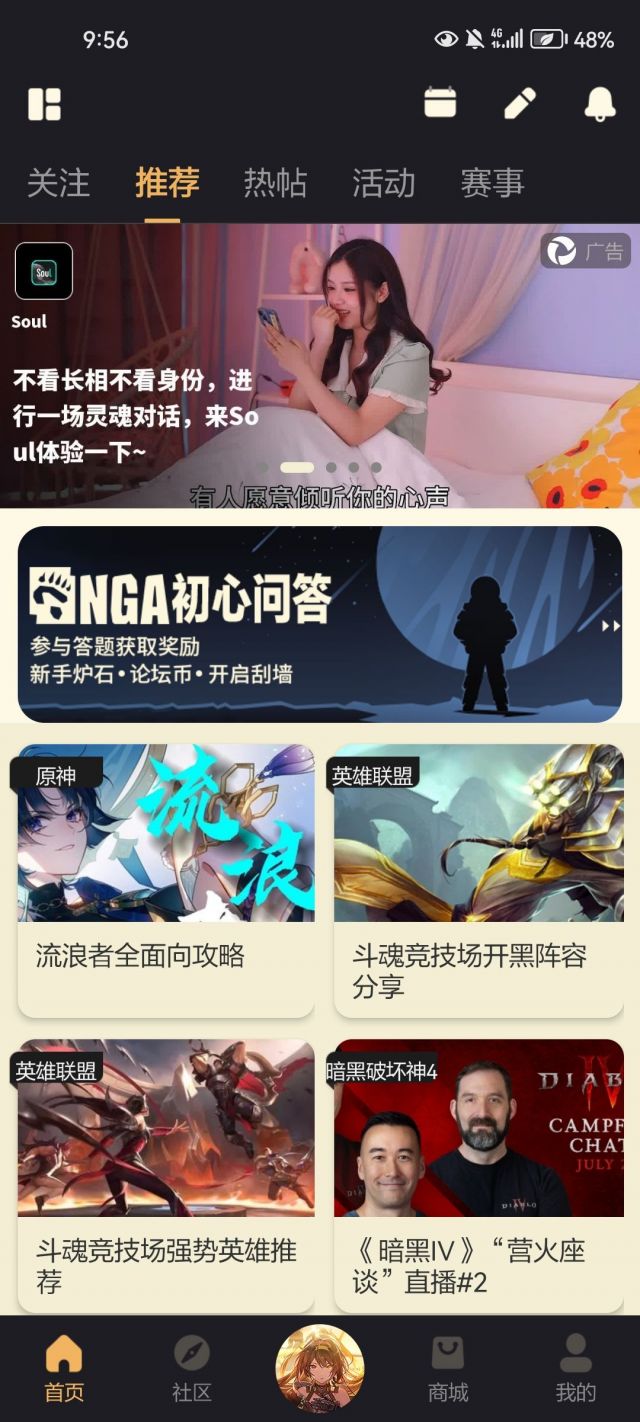 9:56
4G
48%
关注 推荐 热帖 活动 赛事
广告
Soul
Soul
不看长相不看身份，进
行一场灵魂对话，来So
ul体验一下~
有人愿意倾听你的心声
NGA初心问答
参与答题获取奖励
新手炉石•论坛币•开启刮墙
原神
流浪
流浪者全面向攻略
英雄联盟
斗魂竞技场开黑阵容
分享
英雄联盟
斗魂竞技场强势英雄推
荐
暗黑破坏神4
DIAB
CAMPF
CHAT
JULY
DIABLO
《暗黑IV》“营火座
谈”直播#2
首页 社区 商城 我的